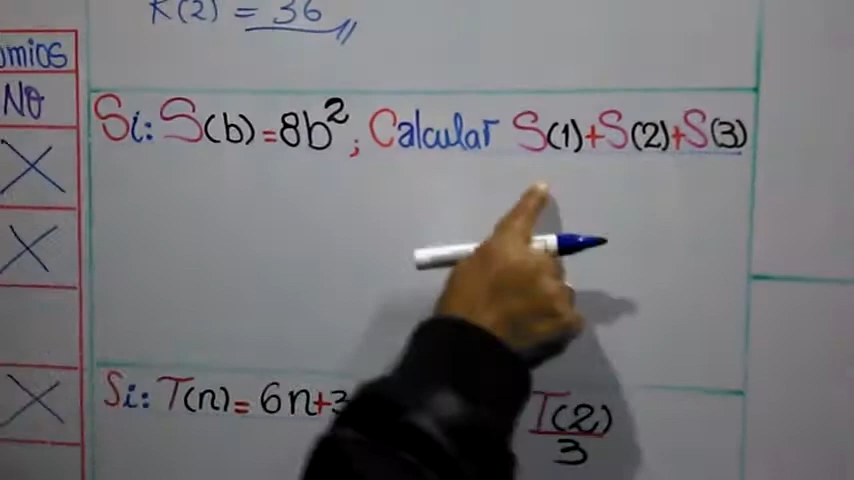 K(2) = 36
omios
NO
Si: S(b)=8b²; Calcular S(1)+S(2)+S(3)
Si: T(n)=6n+3
T(2)
3